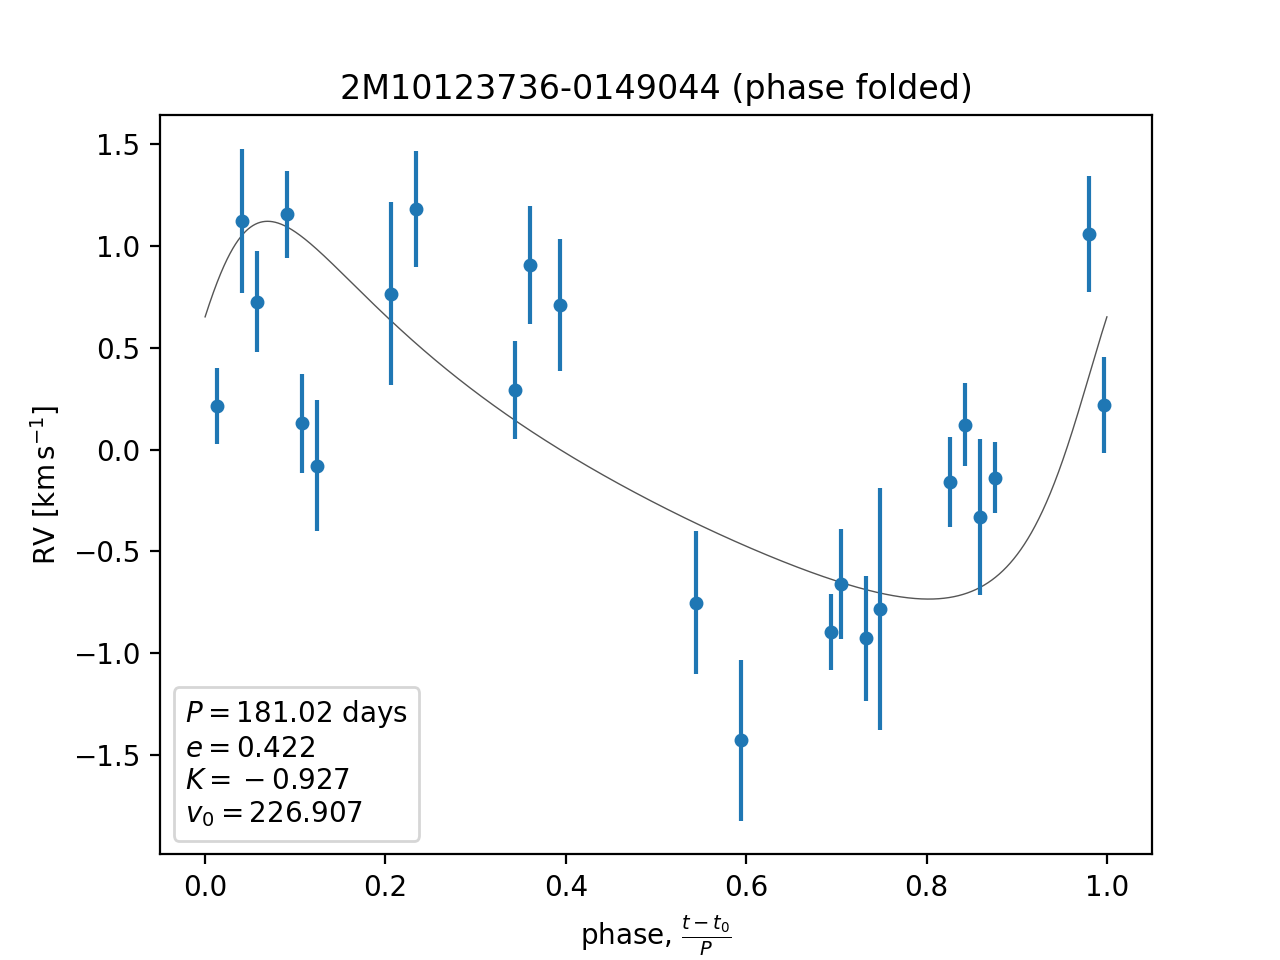 2M10123736-0149044 (phase folded)
RV [km s⁻¹]
1.5
1.0
0.5
0.0
−0.5
−1.0
−1.5
P = 181.02 days
e = 0.422
K = −0.927
v₀ = 226.907
0.0 0.2 0.4 0.6 0.8 1.0
phase, (t − t₀)/P